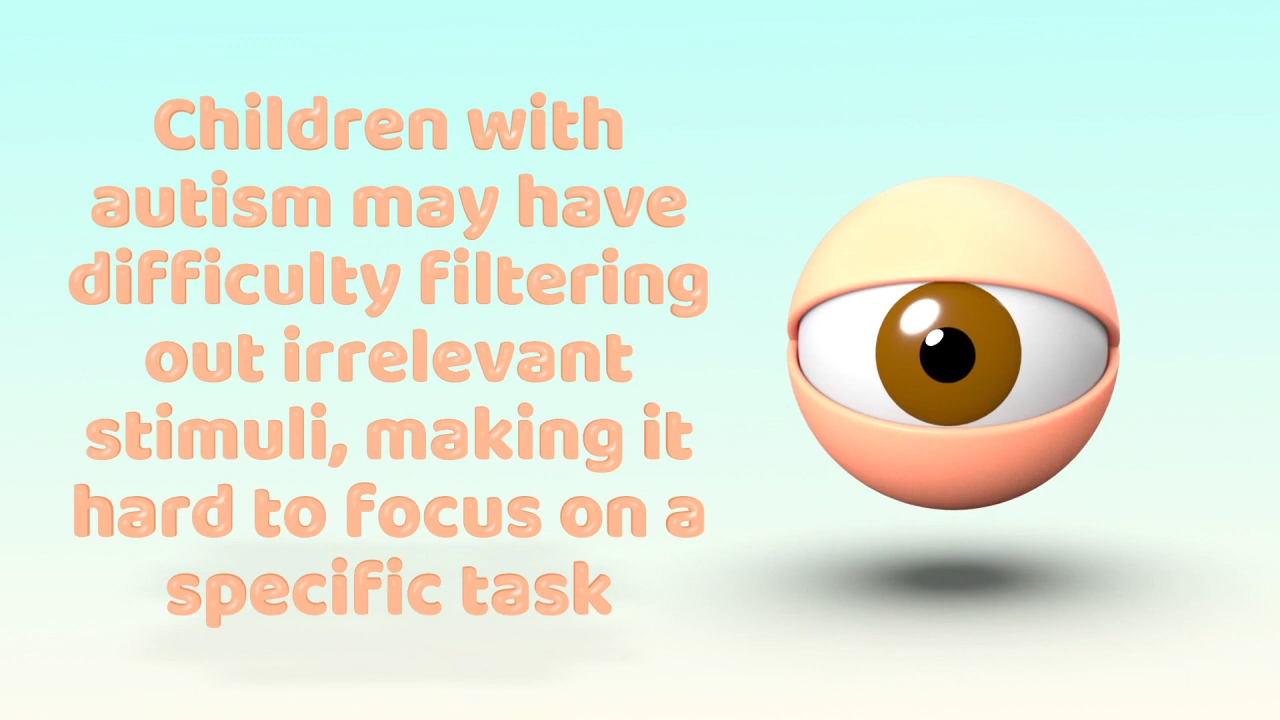 Children with
autism may have
difficulty filtering
out irrelevant
stimuli, making it
hard to focus on a
specific task